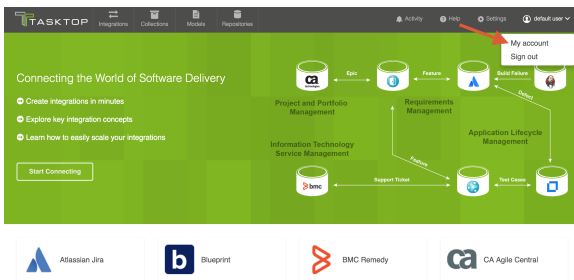 TASKTOP
Integrations
Collections
Models
Repositories
Activity
Help
Settings
default user
My account
Sign out
Connecting the World of Software Delivery
Create integrations in minutes
Explore key integration concepts
Learn how to easily scale your integrations
Start Connecting
ca
technologies
Epic
Feature
Build Failure
Project and Portfolio
Management
Requirements
Management
Defect
Application Lifecycle
Management
Information Technology
Service Management
Feature
bmc
Support Ticket
Test Cases
Atlassian Jira
b
Blueprint
BMC Remedy
ca
CA Agile Central